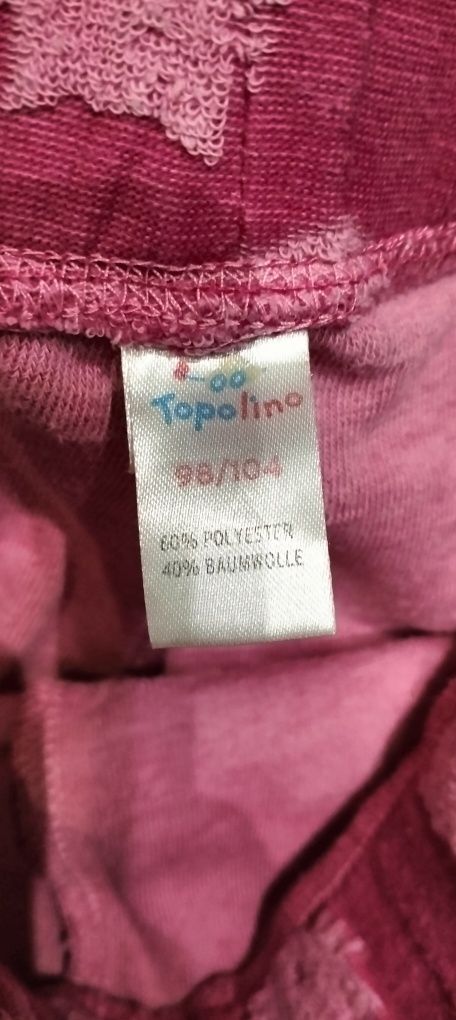 Topolino
98/104
60% POLYESTER
40% BAUMWOLLE